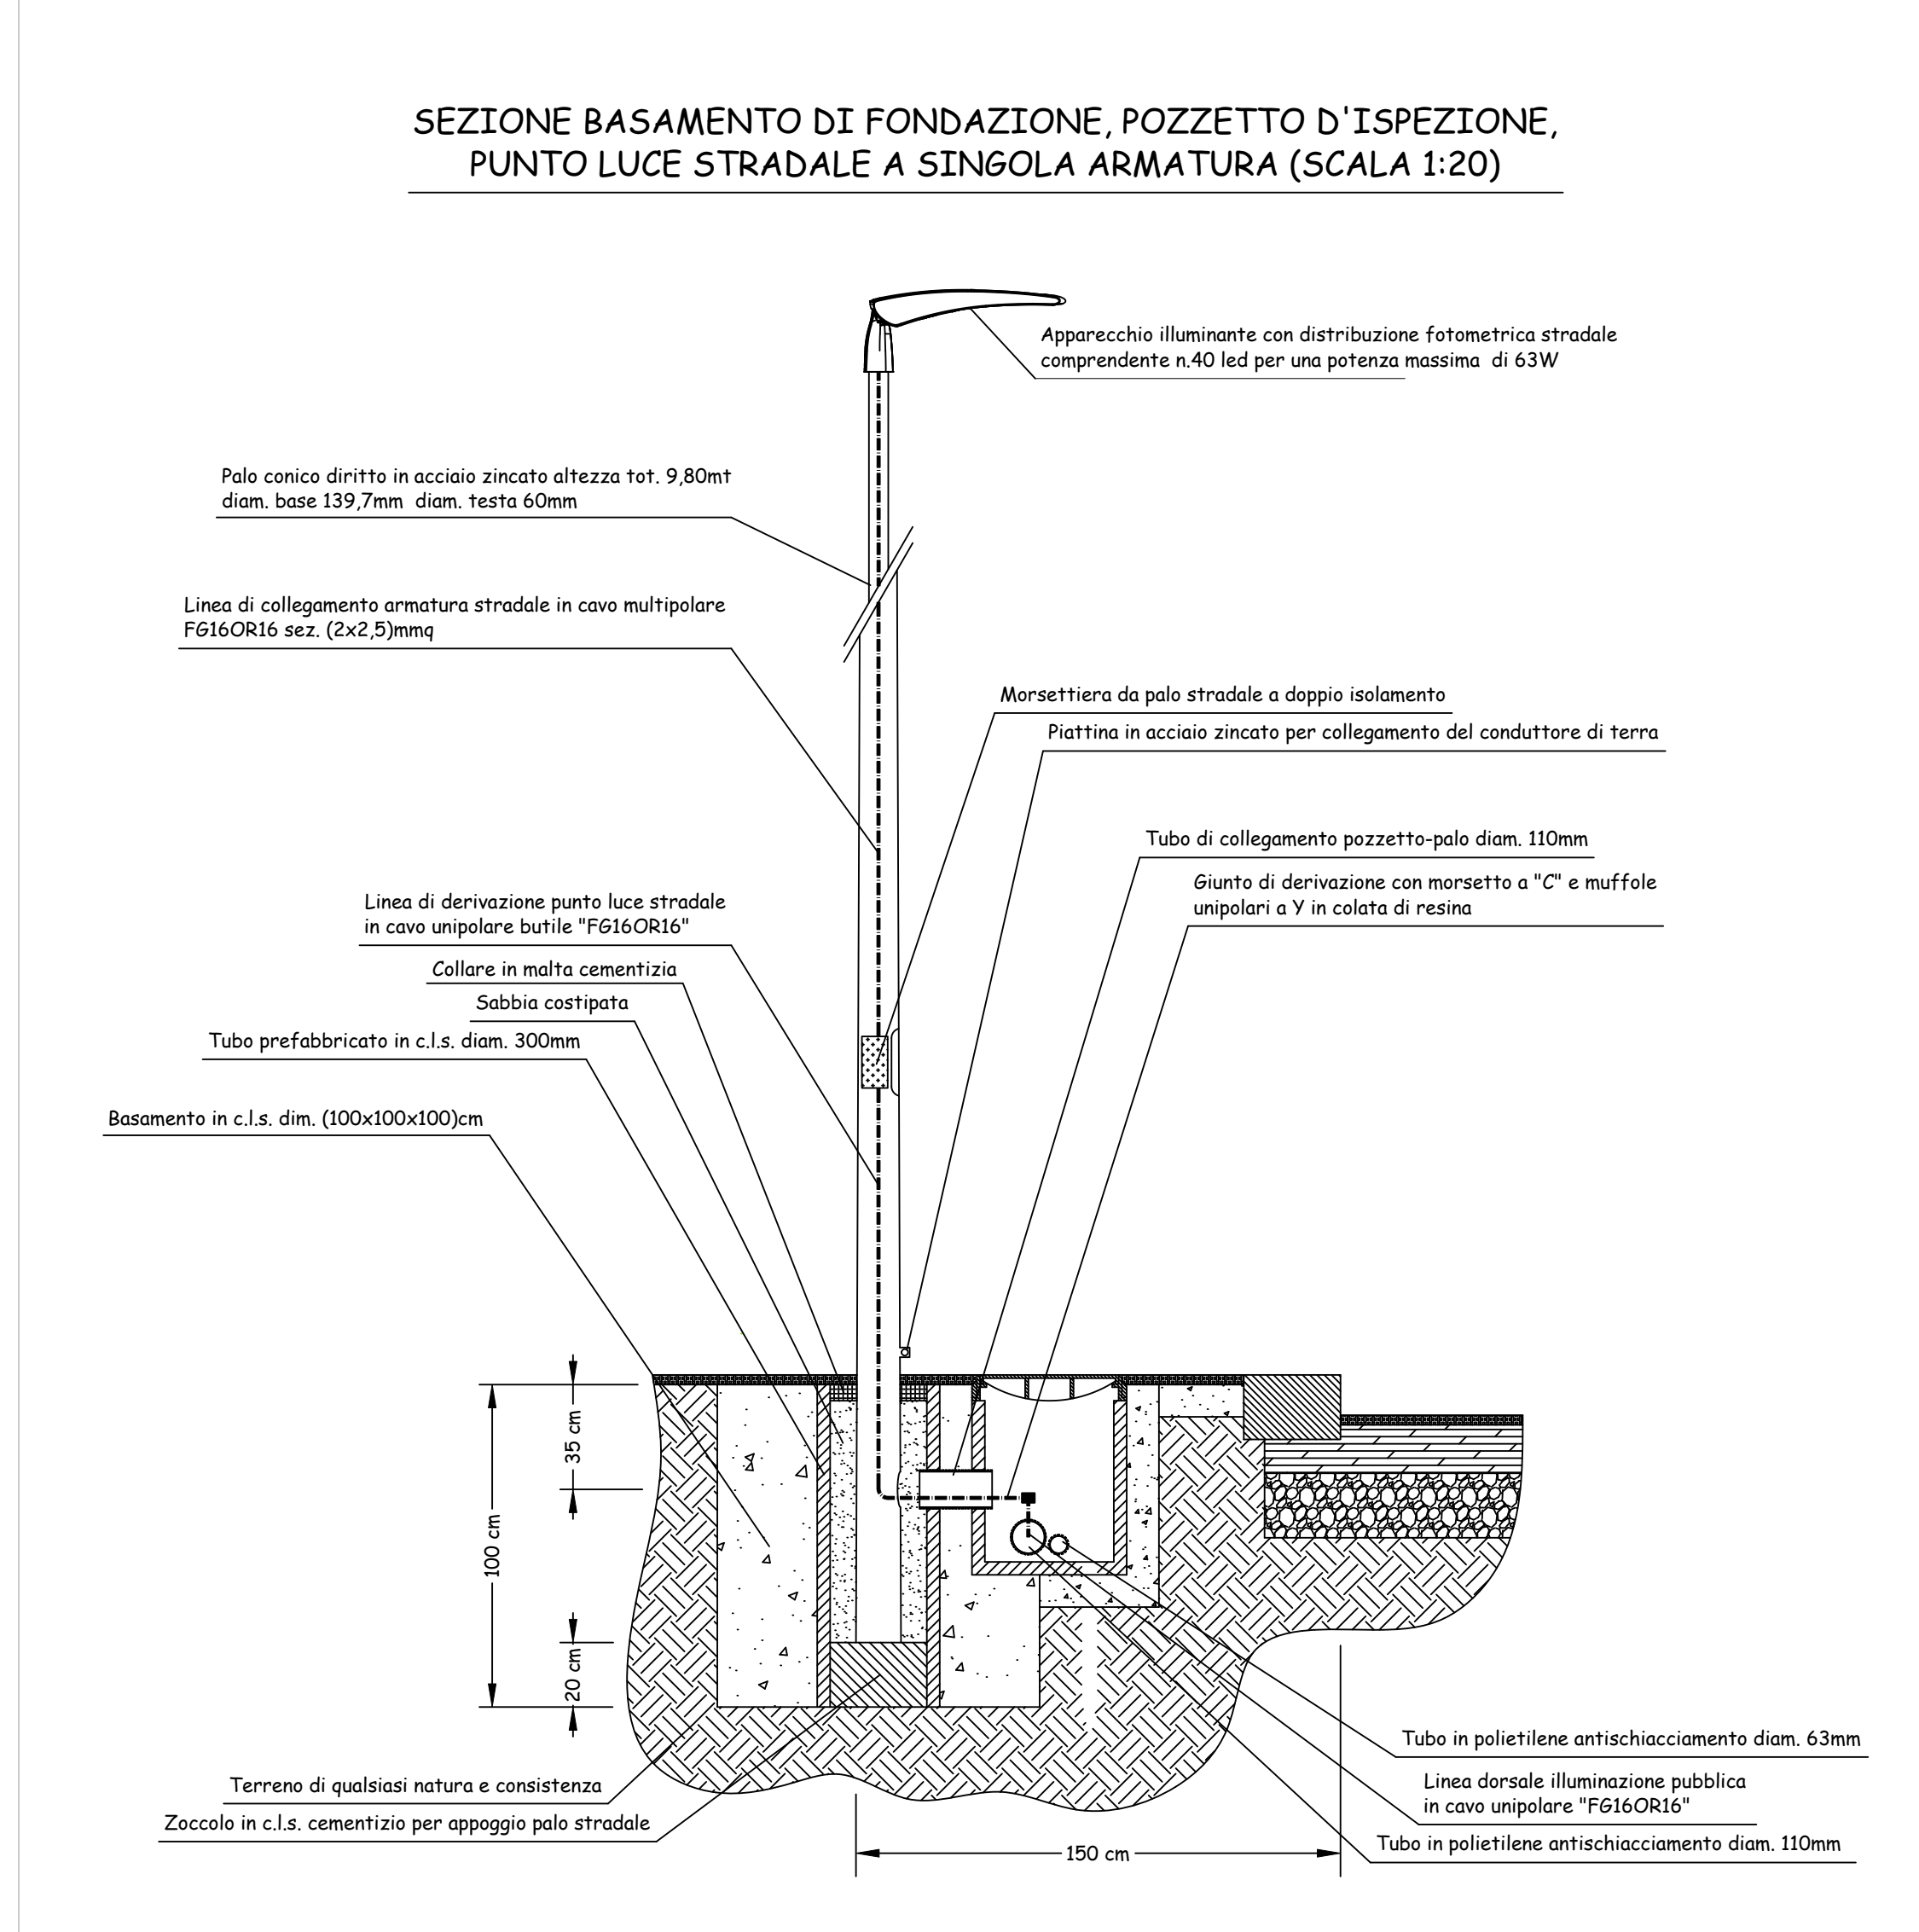 SEZIONE BASAMENTO DI FONDAZIONE, POZZETTO D'ISPEZIONE,
PUNTO LUCE STRADALE A SINGOLA ARMATURA (SCALA 1:20)
Apparecchio illuminante con distribuzione fotometrica stradale
comprendente n.40 led per una potenza massima di 63W
Palo conico diritto in acciaio zincato altezza tot. 9,80mt
diam. base 139,7mm diam. testa 60mm
Linea di collegamento armatura stradale in cavo multipolare
FG16OR16 sez. (2x2,5)mmq
Morsettiera da palo stradale a doppio isolamento
Piattina in acciaio zincato per collegamento del conduttore di terra
Tubo di collegamento pozzetto-palo diam. 110mm
Giunto di derivazione con morsetto a "C" e muffole
unipolari a Y in colata di resina
Linea di derivazione punto luce stradale
in cavo unipolare butile "FG16OR16"
Collare in malta cementizia
Sabbia costipata
Tubo prefabbricato in c.l.s. diam. 300mm
Basamento in c.l.s. dim. (100x100x100)cm
35 cm
100 cm
20 cm
Tubo in polietilene antischiacciamento diam. 63mm
Linea dorsale illuminazione pubblica
in cavo unipolare "FG16OR16"
Tubo in polietilene antischiacciamento diam. 110mm
Terreno di qualsiasi natura e consistenza
Zoccolo in c.l.s. cementizio per appoggio palo stradale
150 cm